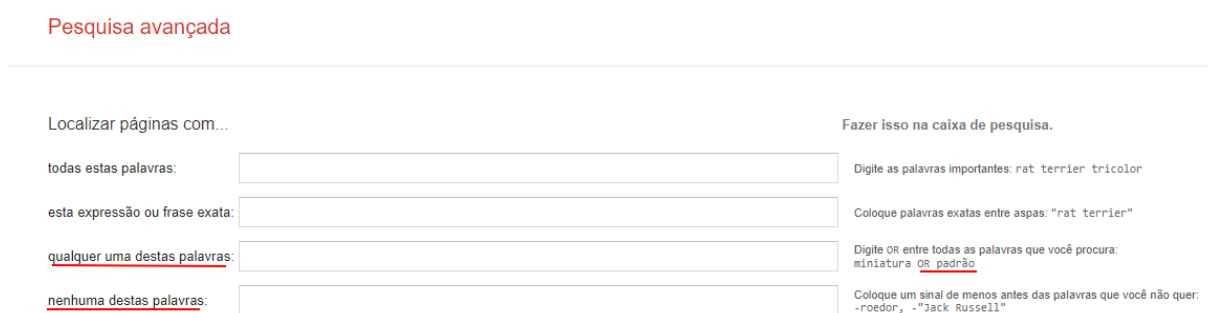 Pesquisa avançada
Localizar páginas com...
Fazer isso na caixa de pesquisa.
todas estas palavras:
Digite as palavras importantes: rat terrier tricolor
esta expressão ou frase exata:
Coloque palavras exatas entre aspas: "rat terrier"
qualquer uma destas palavras:
Digite OR entre todas as palavras que você procura:
miniatura OR padrão
nenhuma destas palavras:
Coloque um sinal de menos antes das palavras que você não quer:
-roedor, -"Jack Russell"